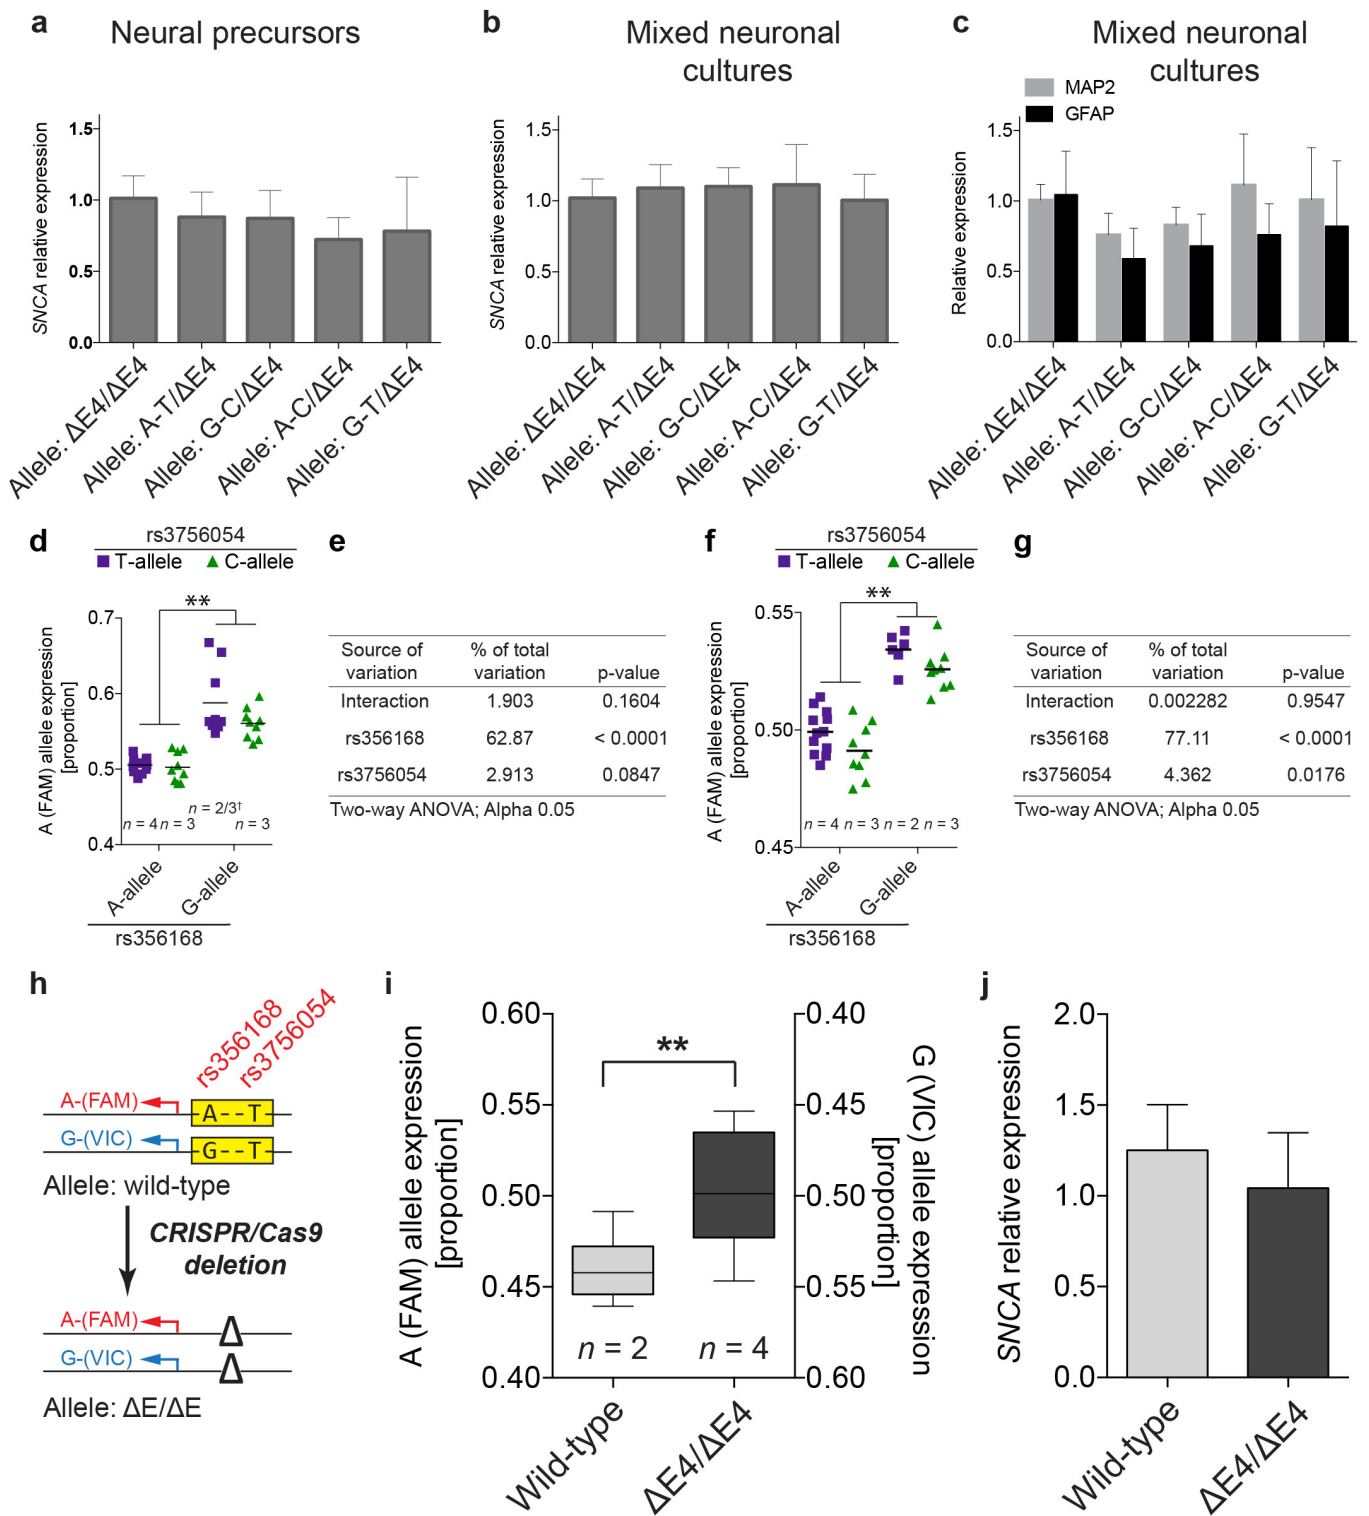 a
Neural precursors
SNCA relative expression
1.5
1.0
0.5
0.0
Allele: ΔE4/ΔE4
Allele: A-T/ΔE4
Allele: G-C/ΔE4
Allele: A-C/ΔE4
Allele: G-T/ΔE4
b
Mixed neuronal
cultures
SNCA relative expression
1.5
1.0
0.5
0.0
Allele: ΔE4/ΔE4
Allele: A-T/ΔE4
Allele: G-C/ΔE4
Allele: A-C/ΔE4
Allele: G-T/ΔE4
c
Mixed neuronal
cultures
MAP2
GFAP
Relative expression
1.5
1.0
0.5
0.0
Allele: ΔE4/ΔE4
Allele: A-T/ΔE4
Allele: G-C/ΔE4
Allele: A-C/ΔE4
Allele: G-T/ΔE4
d
rs3756054
T-allele C-allele
**
A (FAM) allele expression
[proportion]
0.7
0.6
0.5
0.4
n = 2/3†
n = 4 n = 3 n = 3
A-allele
G-allele
rs356168
e
Source of variation % of total variation p-value
Interaction 1.903 0.1604
rs356168 62.87 < 0.0001
rs3756054 2.913 0.0847
Two-way ANOVA; Alpha 0.05
f
rs3756054
T-allele C-allele
**
A (FAM) allele expression
[proportion]
0.55
0.50
0.45
n = 4 n = 3 n = 2 n = 3
A-allele
G-allele
rs356168
g
Source of variation % of total variation p-value
Interaction 0.002282 0.9547
rs356168 77.11 < 0.0001
rs3756054 4.362 0.0176
Two-way ANOVA; Alpha 0.05
h
rs356168
rs3756054
A-(FAM) A--T
G-(VIC) G--T
Allele: wild-type
CRISPR/Cas9
deletion
A-(FAM) Δ
G-(VIC) Δ
Allele: ΔE/ΔE
i
A (FAM) allele expression
[proportion]
0.60
0.55
0.50
0.45
0.40
**
n = 2 n = 4
0.40
0.45
0.50
0.55
0.60
G (VIC) allele expression
[proportion]
Wild-type
ΔE4/ΔE4
j
SNCA relative expression
2.0
1.5
1.0
0.5
0.0
Wild-type
ΔE4/ΔE4